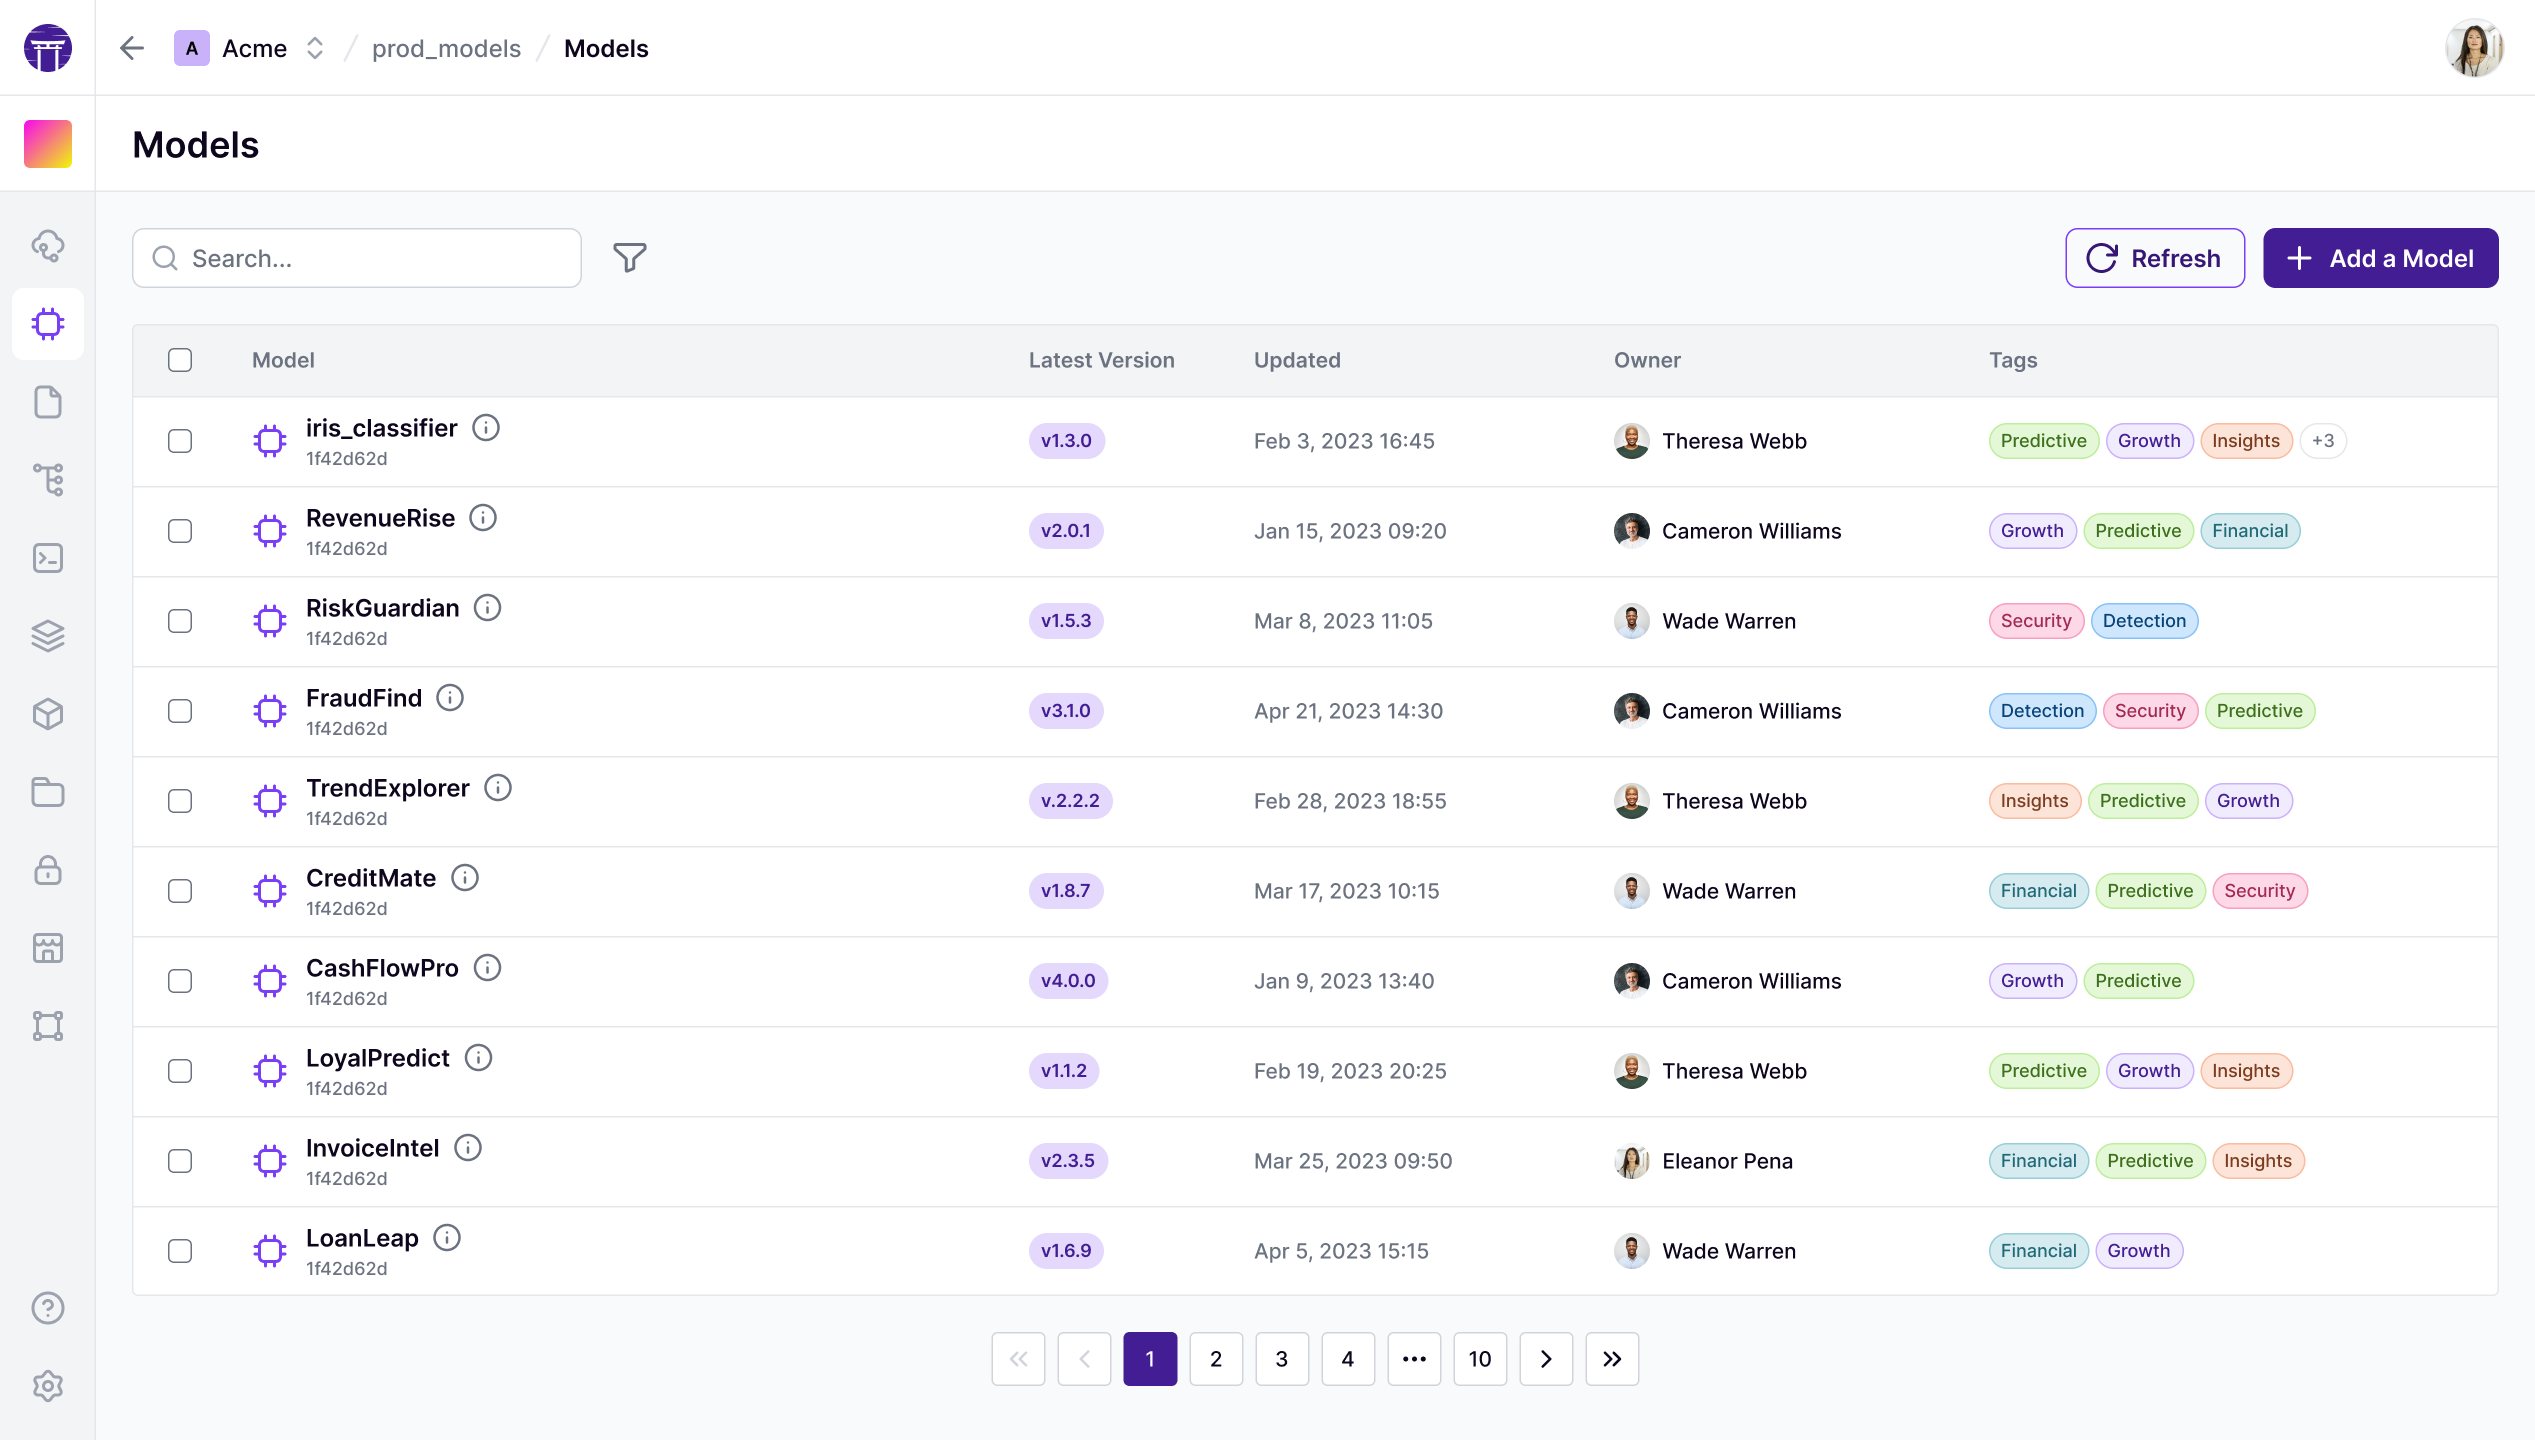 A Acme / prod_models / Models
Models
Search...
Refresh
Add a Model
Model Latest Version Updated Owner Tags
iris_classifier
1f42d62d
v1.3.0 Feb 3, 2023 16:45 Theresa Webb Predictive Growth Insights +3
RevenueRise
1f42d62d
v2.0.1 Jan 15, 2023 09:20 Cameron Williams Growth Predictive Financial
RiskGuardian
1f42d62d
v1.5.3 Mar 8, 2023 11:05 Wade Warren Security Detection
FraudFind
1f42d62d
v3.1.0 Apr 21, 2023 14:30 Cameron Williams Detection Security Predictive
TrendExplorer
1f42d62d
v.2.2.2 Feb 28, 2023 18:55 Theresa Webb Insights Predictive Growth
CreditMate
1f42d62d
v1.8.7 Mar 17, 2023 10:15 Wade Warren Financial Predictive Security
CashFlowPro
1f42d62d
v4.0.0 Jan 9, 2023 13:40 Cameron Williams Growth Predictive
LoyalPredict
1f42d62d
v1.1.2 Feb 19, 2023 20:25 Theresa Webb Predictive Growth Insights
InvoiceIntel
1f42d62d
v2.3.5 Mar 25, 2023 09:50 Eleanor Pena Financial Predictive Insights
LoanLeap
1f42d62d
v1.6.9 Apr 5, 2023 15:15 Wade Warren Financial Growth
1 2 3 4 ••• 10